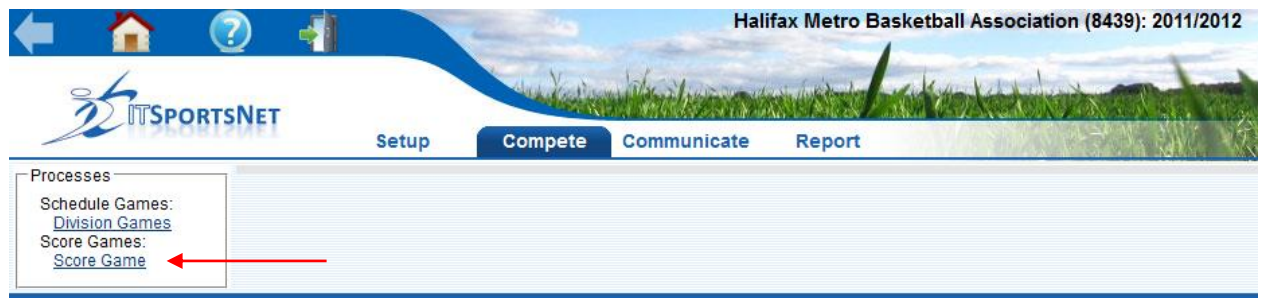 Halifax Metro Basketball Association (8439): 2011/2012
ITSPORTSNET
Setup Compete Communicate Report
Processes
Schedule Games:
Division Games
Score Games:
Score Game